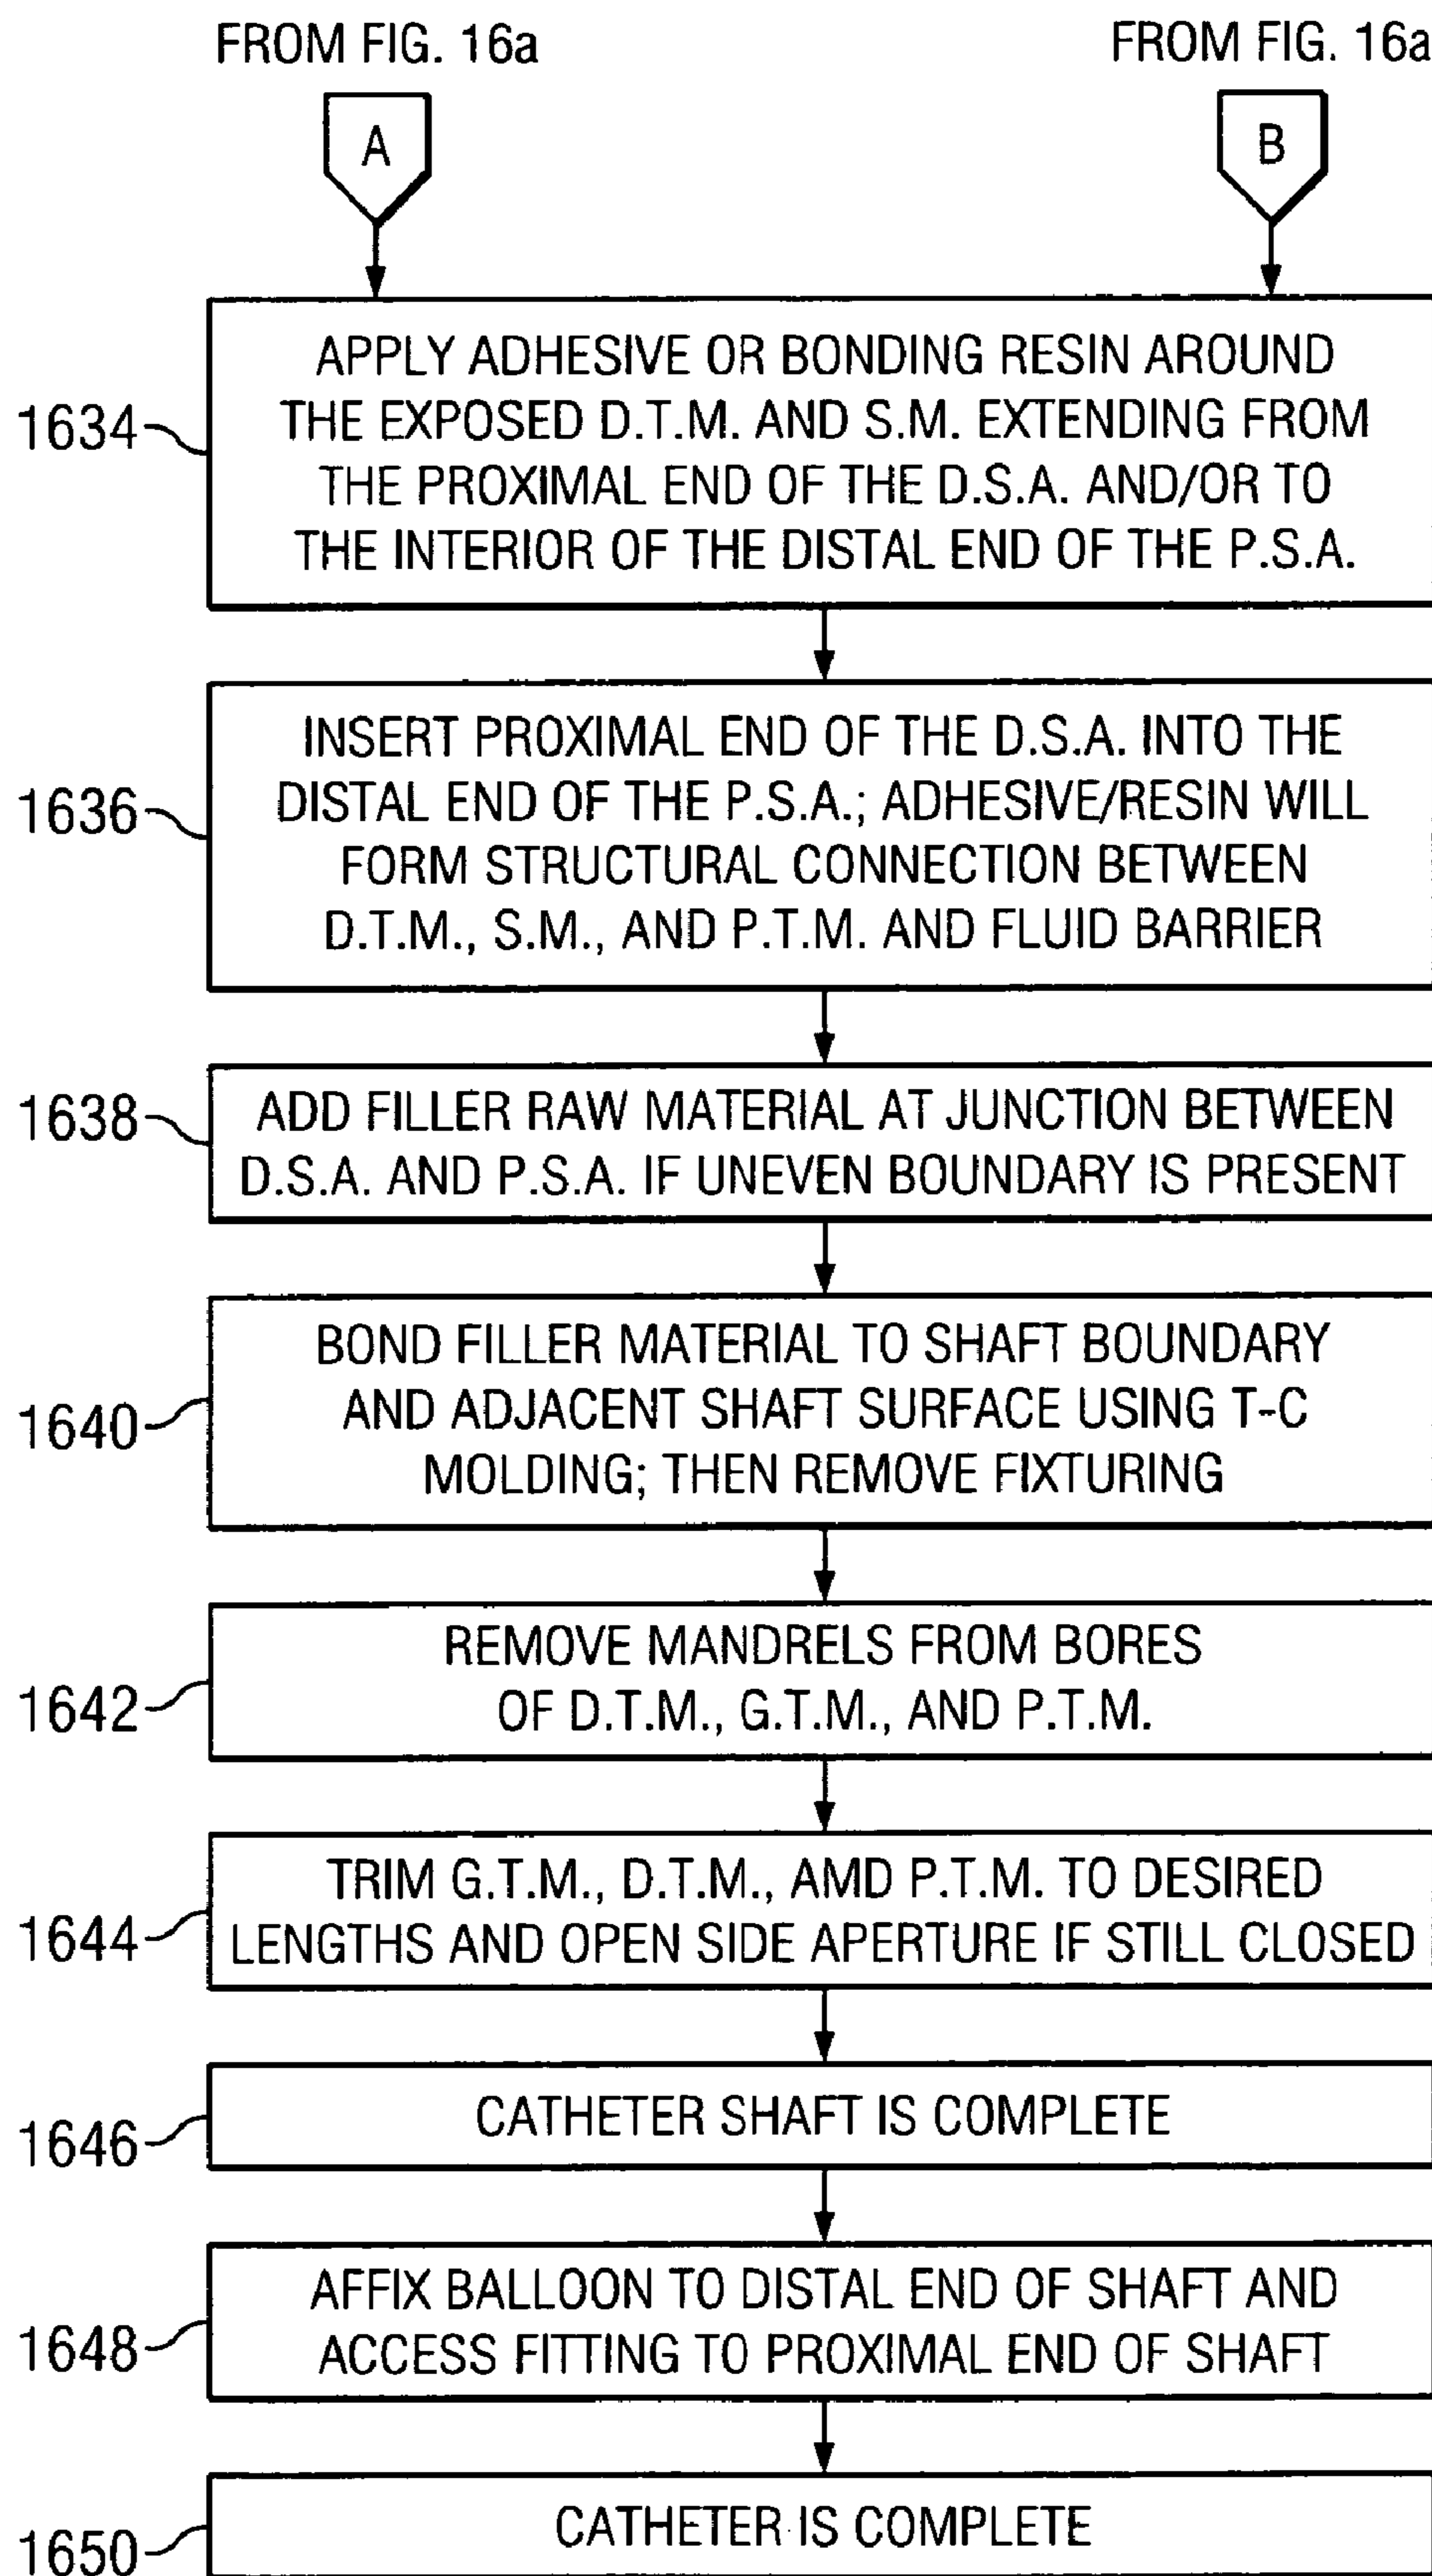 FROM FIG. 16a
FROM FIG. 16a
A
B
1634
APPLY ADHESIVE OR BONDING RESIN AROUND
THE EXPOSED D.T.M. AND S.M. EXTENDING FROM
THE PROXIMAL END OF THE D.S.A. AND/OR TO
THE INTERIOR OF THE DISTAL END OF THE P.S.A.
1636
INSERT PROXIMAL END OF THE D.S.A. INTO THE
DISTAL END OF THE P.S.A.; ADHESIVE/RESIN WILL
FORM STRUCTURAL CONNECTION BETWEEN
D.T.M., S.M., AND P.T.M. AND FLUID BARRIER
1638
ADD FILLER RAW MATERIAL AT JUNCTION BETWEEN
D.S.A. AND P.S.A. IF UNEVEN BOUNDARY IS PRESENT
1640
BOND FILLER MATERIAL TO SHAFT BOUNDARY
AND ADJACENT SHAFT SURFACE USING T-C
MOLDING; THEN REMOVE FIXTURING
1642
REMOVE MANDRELS FROM BORES
OF D.T.M., G.T.M., AND P.T.M.
1644
TRIM G.T.M., D.T.M., AMD P.T.M. TO DESIRED
LENGTHS AND OPEN SIDE APERTURE IF STILL CLOSED
1646
CATHETER SHAFT IS COMPLETE
1648
AFFIX BALLOON TO DISTAL END OF SHAFT AND
ACCESS FITTING TO PROXIMAL END OF SHAFT
1650
CATHETER IS COMPLETE